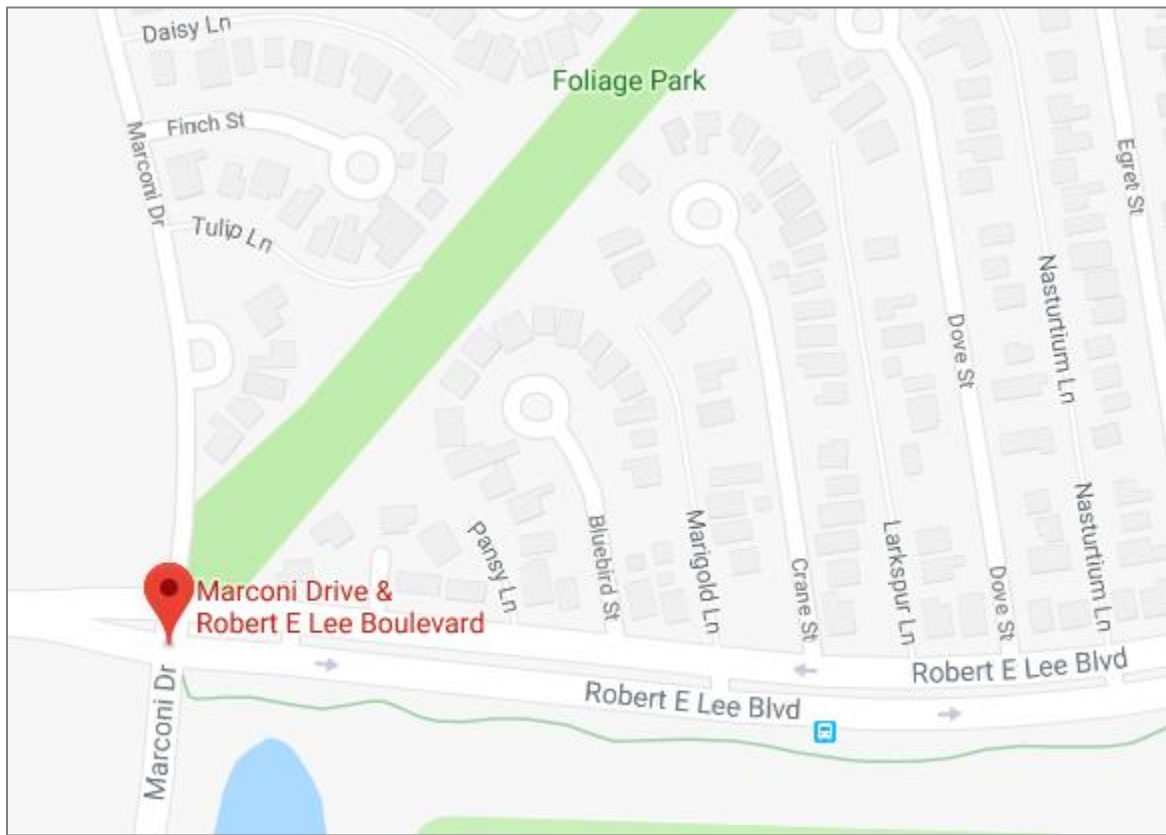 Daisy Ln
Foliage Park
Finch St
Marconi Dr
Egret St
Tulip Ln
Nasturtium Ln
Dove St
Pansy Ln
Bluebird St
Marigold Ln
Crane St
Larkspur Ln
Dove St
Nasturtium Ln
Marconi Drive &
Robert E Lee Boulevard
Robert E Lee Blvd
Robert E Lee Blvd
Marconi Dr